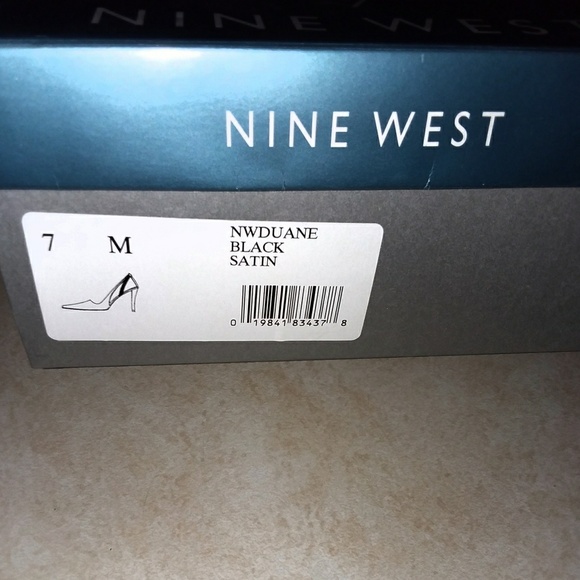 NINE WEST
NINE WEST
7 M
NWDUANE
BLACK
SATIN
0 19841 83437 8